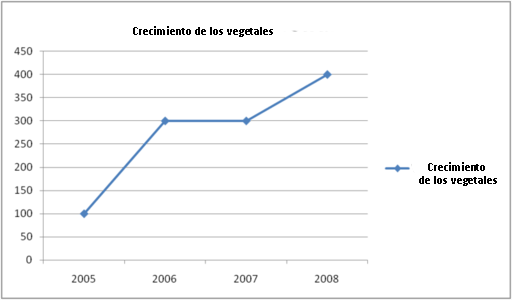 Crecimiento de los vegetales
450
400
350
300
250
200
150
100
50
0
2005 2006 2007 2008
Crecimiento
de los vegetales